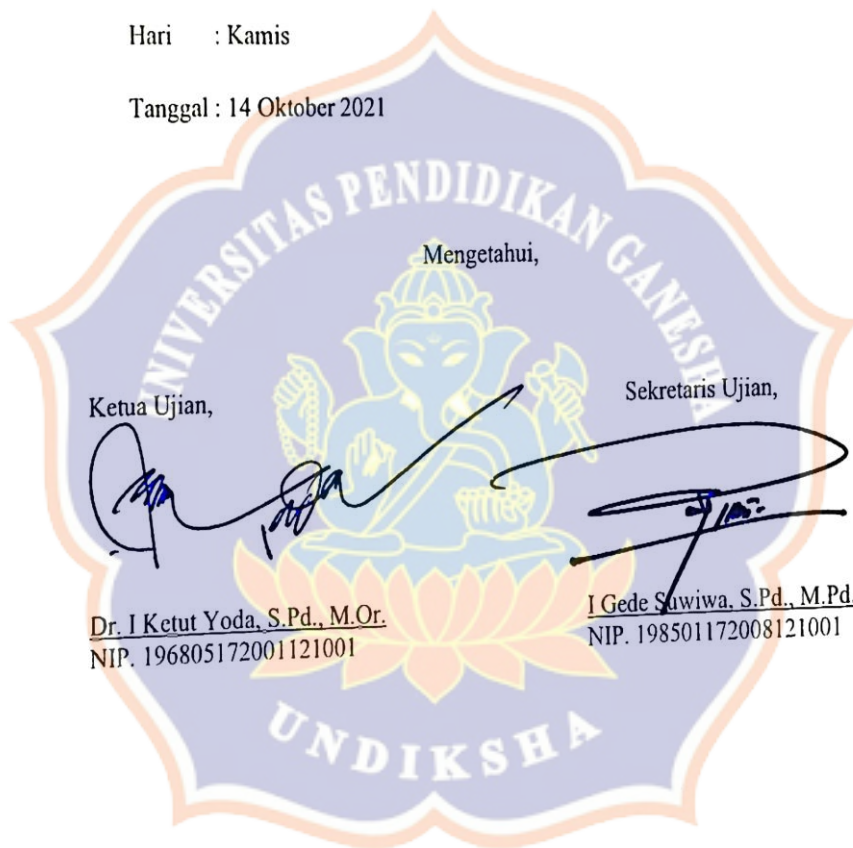 Hari : Kamis
Tanggal : 14 Oktober 2021
UNIVERSITAS PENDIDIKAN GANESHA
Mengetahui,
Ketua Ujian,
Sekretaris Ujian,
Dr. I Ketut Yoda, S.Pd., M.Or.
NIP. 196805172001121001
I Gede Suwiwa, S.Pd., M.Pd.
NIP. 198501172008121001
UNDIKSHA